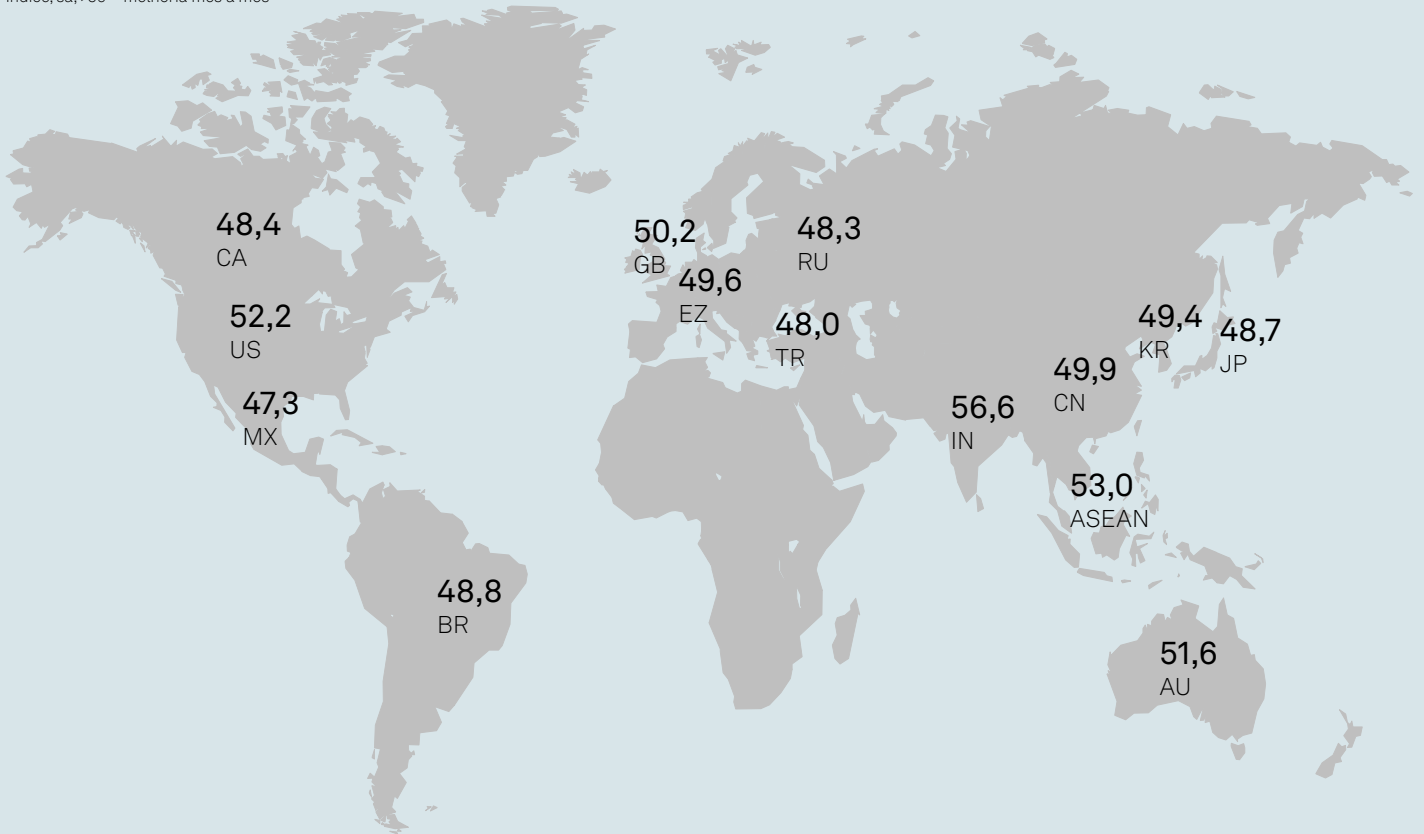 48,4
CA
52,2
US
47,3
MX
48,8
BR
50,2
GB
49,6
EZ
48,3
RU
48,0
TR
56,6
IN
49,9
CN
49,4
KR
48,7
JP
53,0
ASEAN
51,6
AU